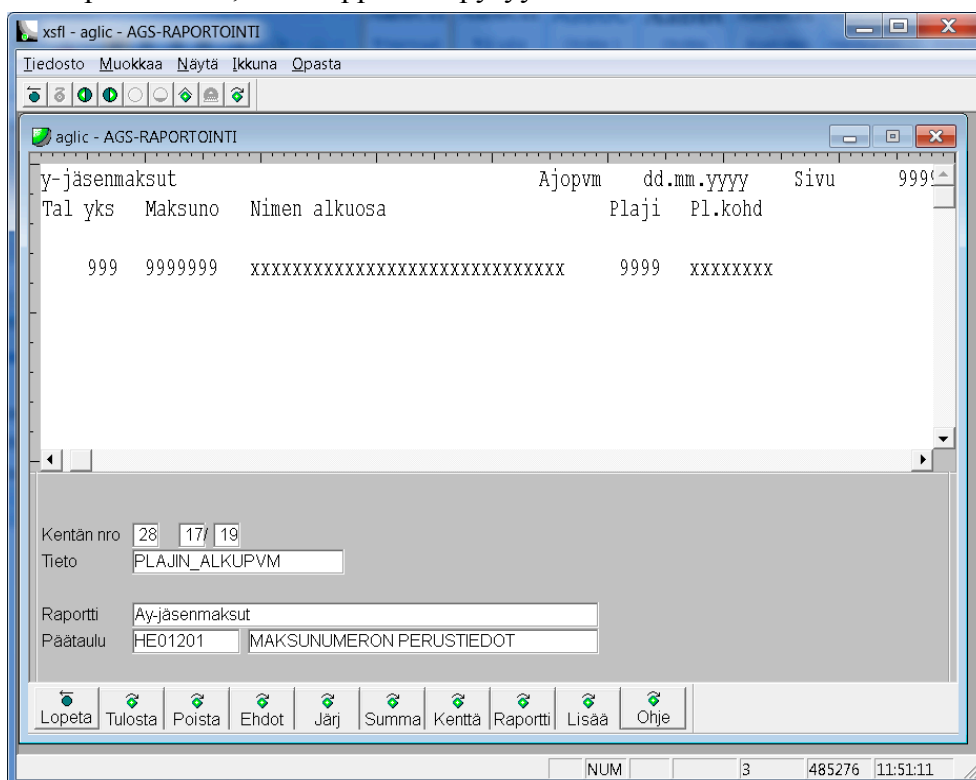 xsfl - aglic - AGS-RAPORTOINTI
Tiedosto Muokkaa Näytä Ikkuna Opasta
aglic - AGS-RAPORTOINTI
y-jäsenmaksut Ajopvm dd.mm.yyyy Sivu 999
Tal yks Maksuno Nimen alkuosa Plaji Pl.kohd
999 9999999 xxxxxxxxxxxxxxxxxxxxxxxxxxxxxx 9999 xxxxxxxx
Kentän nro 28 17/ 19
Tieto PLAJIN_ALKUPVM
Raportti Ay-jäsenmaksut
Päätaulu HE01201 MAKSUNUMERON PERUSTIEDOT
Lopeta Tulosta Poista Ehdot Järj Summa Kenttä Raportti Lisää Ohje
NUM 3 485276 11:51:11